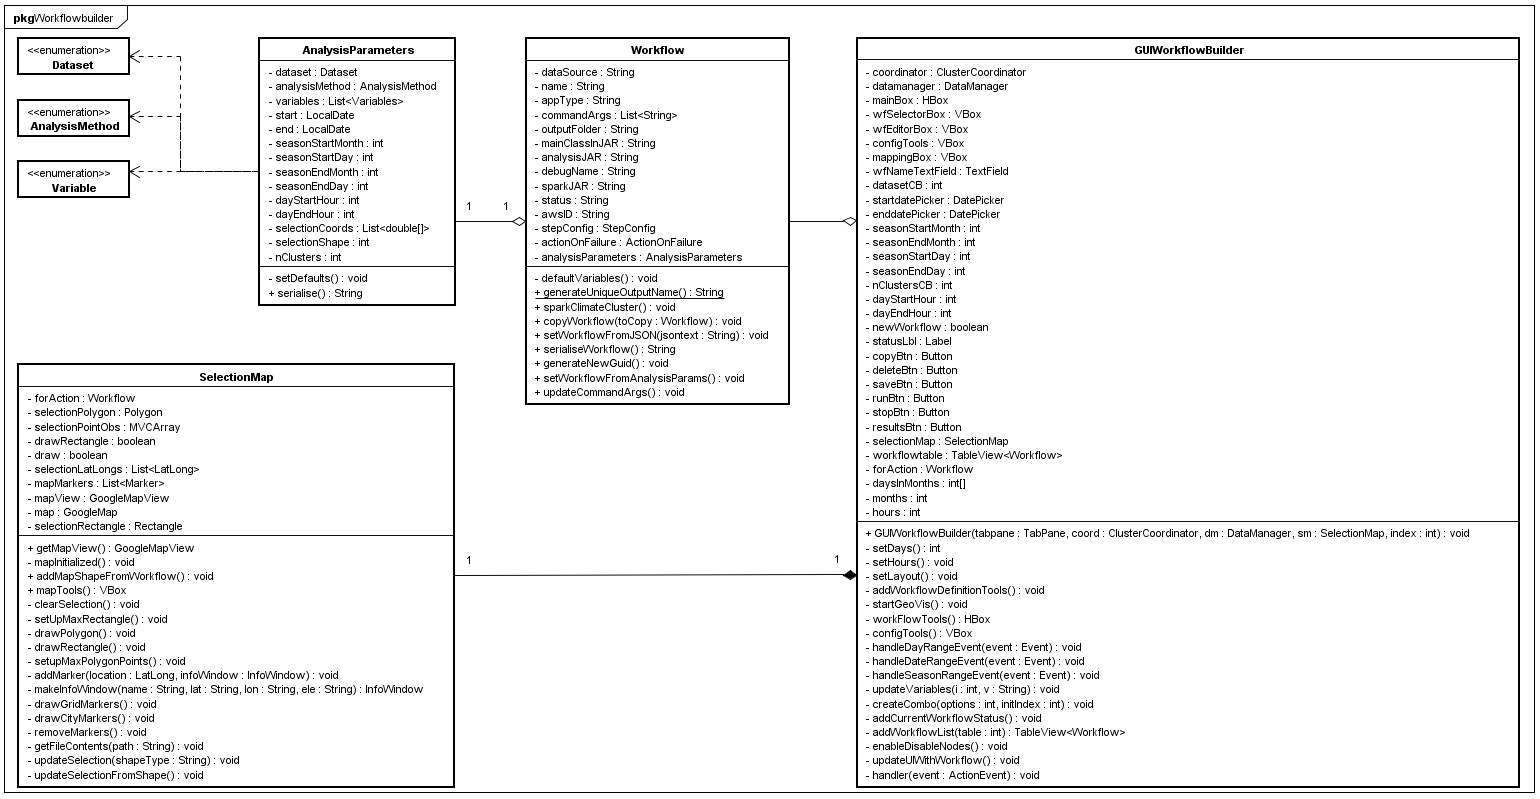 pkgWorkflowbuilder
<<enumeration>>
Dataset
<<enumeration>>
AnalysisMethod
<<enumeration>>
Variable
AnalysisParameters
- dataset : Dataset
- analysisMethod : AnalysisMethod
- variables : List<Variables>
- start : LocalDate
- end : LocalDate
- seasonStartMonth : int
- seasonStartDay : int
- seasonEndMonth : int
- seasonEndDay : int
- dayStartHour : int
- dayEndHour : int
- selectionCoords : List<double[]>
- selectionShape : int
- nClusters : int
- setDefaults() : void
+ serialise() : String
1
1
Workflow
- dataSource : String
- name : String
- appType : String
- commandArgs : List<String>
- outputFolder : String
- mainClassInJAR : String
- analysisJAR : String
- debugName : String
- sparkJAR : String
- status : String
- awsID : String
- stepConfig : StepConfig
- actionOnFailure : ActionOnFailure
- analysisParameters : AnalysisParameters
- defaultVariables() : void
+ generateUniqueOutputName() : String
+ sparkClimateCluster() : void
+ copyWorkflow(toCopy : Workflow) : void
+ setWorkflowFromJSON(jsontext : String) : void
+ serialiseWorkflow() : String
+ generateNewGuid() : void
+ setWorkflowFromAnalysisParams() : void
+ updateCommandArgs() : void
GUIWorkflowBuilder
- coordinator : ClusterCoordinator
- datamanager : DataManager
- mainBox : HBox
- wfSelectorBox : VBox
- wfEditorBox : VBox
- configTools : VBox
- mappingBox : VBox
- wfNameTextField : TextField
- datasetCB : int
- startdatePicker : DatePicker
- enddatePicker : DatePicker
- seasonStartMonth : int
- seasonEndMonth : int
- seasonStartDay : int
- seasonEndDay : int
- nClustersCB : int
- dayStartHour : int
- dayEndHour : int
- newWorkflow : boolean
- statusLbl : Label
- copyBtn : Button
- deleteBtn : Button
- saveBtn : Button
- runBtn : Button
- stopBtn : Button
- resultsBtn : Button
- selectionMap : SelectionMap
- workflowtable : TableView<Workflow>
- forAction : Workflow
- daysInMonths : int[]
- months : int
- hours : int
+ GUIWorkflowBuilder(tabpane : TabPane, coord : ClusterCoordinator, dm : DataManager, sm : SelectionMap, index : int) : void
- setDays() : int
- setHours() : int
- setLayout() : void
- addWorkflowDefinitionTools() : void
- startGeoVis() : void
- workFlowTools() : HBox
- configTools() : VBox
- handleDayRangeEvent(event : Event) : void
- handleDateRangeEvent(event : Event) : void
- handleSeasonRangeEvent(event : Event) : void
- updateVariables(i : int, v : String) : void
- createCombo(options : int, initIndex : int) : void
- addCurrentWorkflowStatus() : void
- addWorkflowList(table : int) : TableView<Workflow>
- enableDisableNodes() : void
- updateUIWithWorkflow() : void
- handler(event : ActionEvent) : void
SelectionMap
- forAction : Workflow
- selectionPolygon : Polygon
- selectionPointObs : MVCArray
- drawRectangle : boolean
- draw : boolean
- selectionLatLongs : List<LatLong>
- mapMarkers : List<Marker>
- mapView : GoogleMapView
- map : GoogleMap
- selectionRectangle : Rectangle
+ getMapView() : GoogleMapView
- mapInitialized() : void
+ addMapShapeFromWorkflow() : void
+ mapTools() : VBox
- clearSelection() : void
- setUpMaxRectangle() : void
- drawPolygon() : void
- drawRectangle() : void
- setupMaxPolygonPoints() : void
- addMarker(location : LatLong, infoWindow : InfoWindow) : void
- makeInfoWindow(name : String, lat : String, lon : String, ele : String) : InfoWindow
- drawGridMarkers() : void
- drawCityMarkers() : void
- removeMarkers() : void
- getFileContents(path : String) : void
- updateSelection(shapeType : String) : void
- updateSelectionFromShape() : void
1
1